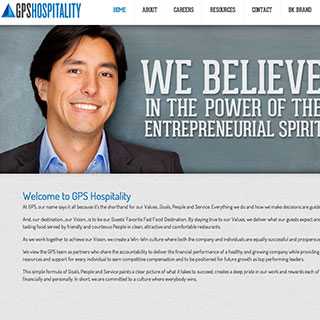 GPSHOSPITALITY
HOME ABOUT CAREERS RESOURCES CONTACT BK BRAND
WE BELIEVE
IN THE POWER OF THE
ENTREPRENEURIAL SPIRIT
Welcome to GPS Hospitality
At GPS, our name says it all because it's the shorthand for our Values, Goals, People and Service. Everything we do and how we make decisions are guide
And, our destination...our Vision, is to be our Guests' Favorite Fast Food Destination. By staying true to our Values, we deliver what our guests expect and
tasting food served by friendly and courteous People in clean, attractive and comfortable restaurants.
As we work together to achieve our Vision, we create a Win-Win culture where both the company and individuals are equally successful and prosperous
We view the GPS team as partners who share the accountability to deliver the financial performance of a healthy and growing company while providing
resources and support for every individual to earn competitive compensation and to be positioned for future growth as top performing leaders.
This simple formula of Goals, People and Service paints a clear picture of what it takes to succeed, creates a deep pride in our work and rewards each of
financially and personally. In short, we are committed to a culture where everybody wins.